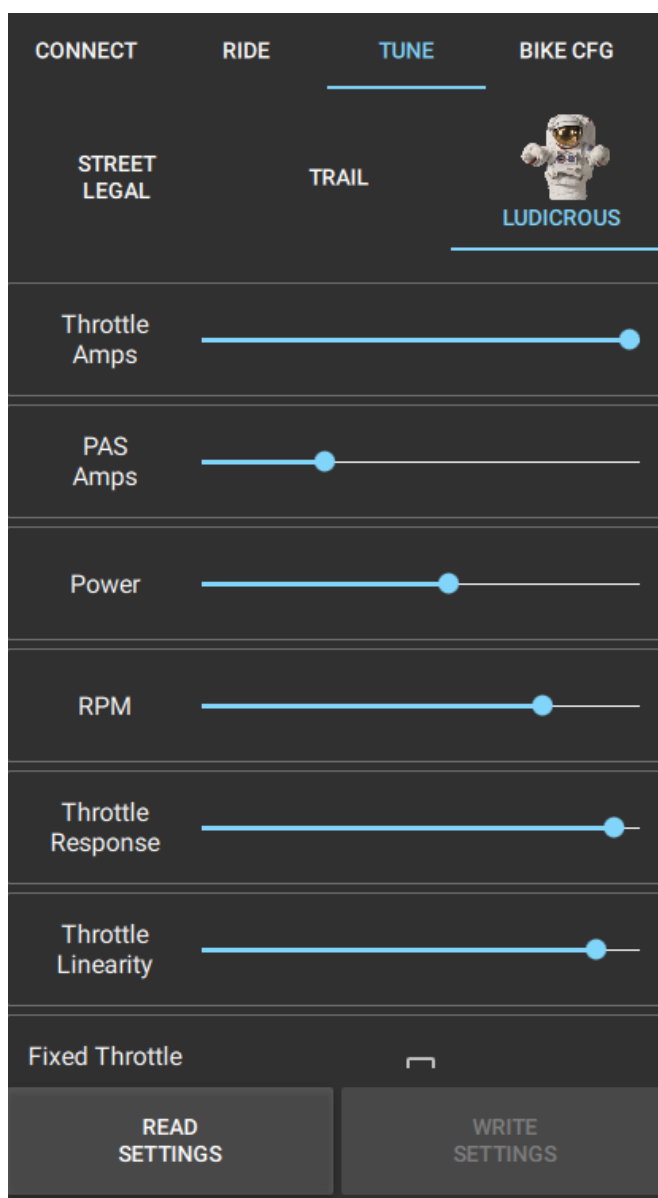 CONNECT
RIDE
TUNE
BIKE CFG
STREET
LEGAL
TRAIL
LUDICROUS
Throttle
Amps
PAS
Amps
Power
RPM
Throttle
Response
Throttle
Linearity
Fixed Throttle
READ
SETTINGS
WRITE
SETTINGS